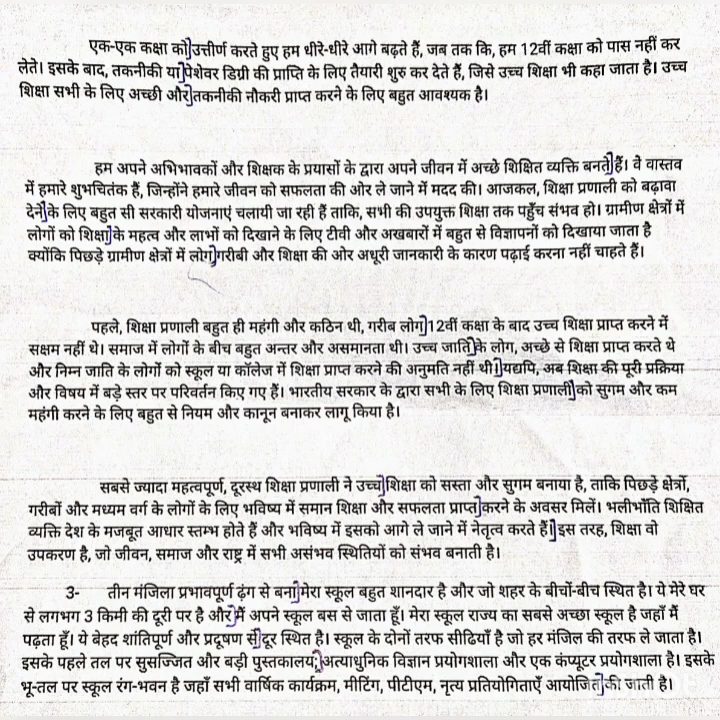 एक-एक कक्षा को उत्तीर्ण करते हुए हम धीरे-धीरे आगे बढ़ते हैं, जब तक कि, हम 12वीं कक्षा को पास नहीं कर
लेते। इसके बाद, तकनीकी या पेशेवर डिग्री की प्राप्ति के लिए तैयारी शुरु कर देते हैं, जिसे उच्च शिक्षा भी कहा जाता है। उच्च
शिक्षा सभी के लिए अच्छी और तकनीकी नौकरी प्राप्त करने के लिए बहुत आवश्यक है।
हम अपने अभिभावकों और शिक्षक के प्रयासों के द्वारा अपने जीवन में अच्छे शिक्षित व्यक्ति बनते हैं। वे वास्तव
में हमारे शुभचिंतक हैं, जिन्होंने हमारे जीवन को सफलता की ओर ले जाने में मदद की। आजकल, शिक्षा प्रणाली को बढ़ावा
देने के लिए बहुत सी सरकारी योजनाएं चलायी जा रही हैं ताकि, सभी की उपयुक्त शिक्षा तक पहुँच संभव हो। ग्रामीण क्षेत्रों में
लोगों को शिक्षा के महत्व और लाभों को दिखाने के लिए टीवी और अखबारों में बहुत से विज्ञापनों को दिखाया जाता है
क्योंकि पिछड़े ग्रामीण क्षेत्रों में लोग गरीबी और शिक्षा की ओर अधूरी जानकारी के कारण पढ़ाई करना नहीं चाहते हैं।
पहले, शिक्षा प्रणाली बहुत ही महंगी और कठिन थी, गरीब लोग 12वीं कक्षा के बाद उच्च शिक्षा प्राप्त करने में
सक्षम नहीं थे। समाज में लोगों के बीच बहुत अन्तर और असमानता थी। उच्च जाति के लोग, अच्छे से शिक्षा प्राप्त करते थे
और निम्न जाति के लोगों को स्कूल या कॉलेज में शिक्षा प्राप्त करने की अनुमति नहीं थी। यद्यपि, अब शिक्षा की पूरी प्रक्रिया
और विषय में बड़े स्तर पर परिवर्तन किए गए हैं। भारतीय सरकार के द्वारा सभी के लिए शिक्षा प्रणाली को सुगम और कम
महंगी करने के लिए बहुत से नियम और कानून बनाकर लागू किया है।
सबसे ज्यादा महत्वपूर्ण, दूरस्थ शिक्षा प्रणाली ने उच्च शिक्षा को सस्ता और सुगम बनाया है, ताकि पिछड़े क्षेत्रों,
गरीबों और मध्यम वर्ग के लोगों के लिए भविष्य में समान शिक्षा और सफलता प्राप्त करने के अवसर मिलें। भलीभाँति शिक्षित
व्यक्ति देश के मजबूत आधार स्तम्भ होते हैं और भविष्य में इसको आगे ले जाने में नेतृत्व करते हैं। इस तरह, शिक्षा वो
उपकरण है, जो जीवन, समाज और राष्ट्र में सभी असंभव स्थितियों को संभव बनाती है।
3- तीन मंजिला प्रभावपूर्ण ढ़ंग से बना मेरा स्कूल बहुत शानदार है और जो शहर के बीचों-बीच स्थित है। ये मेरे घर
से लगभग 3 किमी की दूरी पर है और मैं अपने स्कूल बस से जाता हूँ। मेरा स्कूल राज्य का सबसे अच्छा स्कूल है जहाँ मैं
पढ़ता हूँ। ये बेहद शांतिपूर्ण और प्रदूषण से दूर स्थित है। स्कूल के दोनों तरफ सीढियाँ है जो हर मंजिल की तरफ ले जाता है।
इसके पहले तल पर सुसज्जित और बड़ी पुस्तकालय; अत्याधुनिक विज्ञान प्रयोगशाला और एक कंप्यूटर प्रयोगशाला है। इसके
भू-तल पर स्कूल रंग-भवन है जहाँ सभी वार्षिक कार्यक्रम, मीटिंग, पीटीएम, नृत्य प्रतियोगिताएँ आयोजित की जाती है।